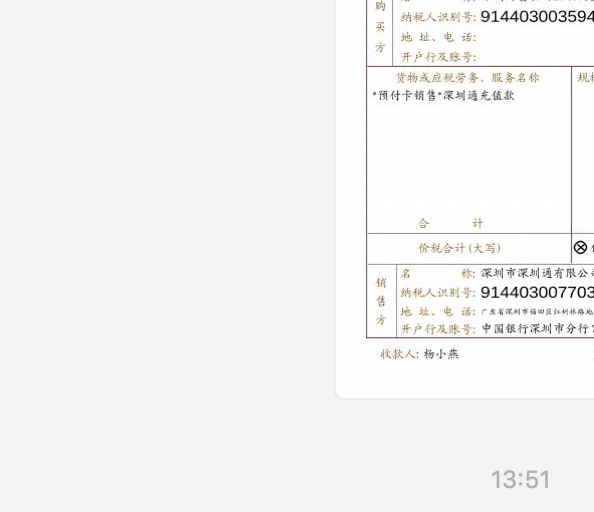 购买方
纳税人识别号: 914403003594
地 址、电 话:
开户行及账号:
货物或应税劳务、服务名称
*预付卡销售*深圳通充值款
合 计
价税合计(大写)
销售方
名 称: 深圳市深圳通有限公
纳税人识别号: 914403007703
地 址、电 话: 广东省深圳市福田区红树林路地
开户行及账号: 中国银行深圳市分行
收款人: 杨小燕
13:51